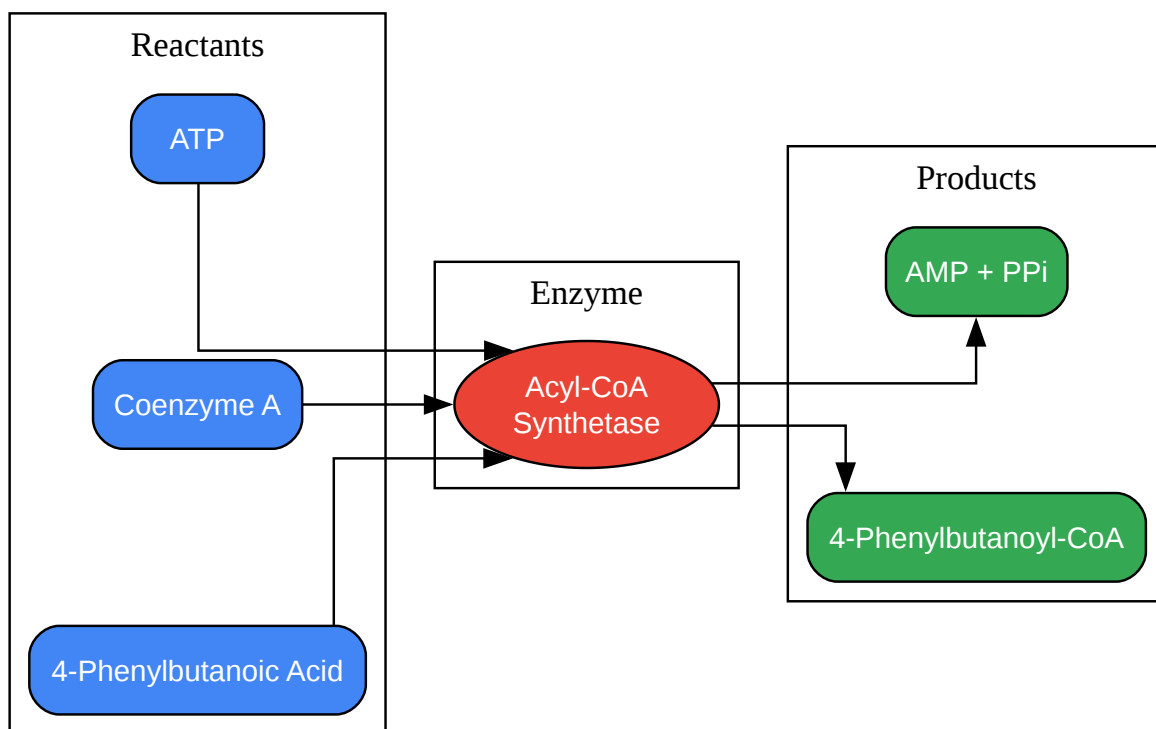 Reactants
ATP
Coenzyme A
4-Phenylbutanoic Acid
Enzyme
Acyl-CoA
Synthetase
Products
AMP + PPi
4-Phenylbutanoyl-CoA